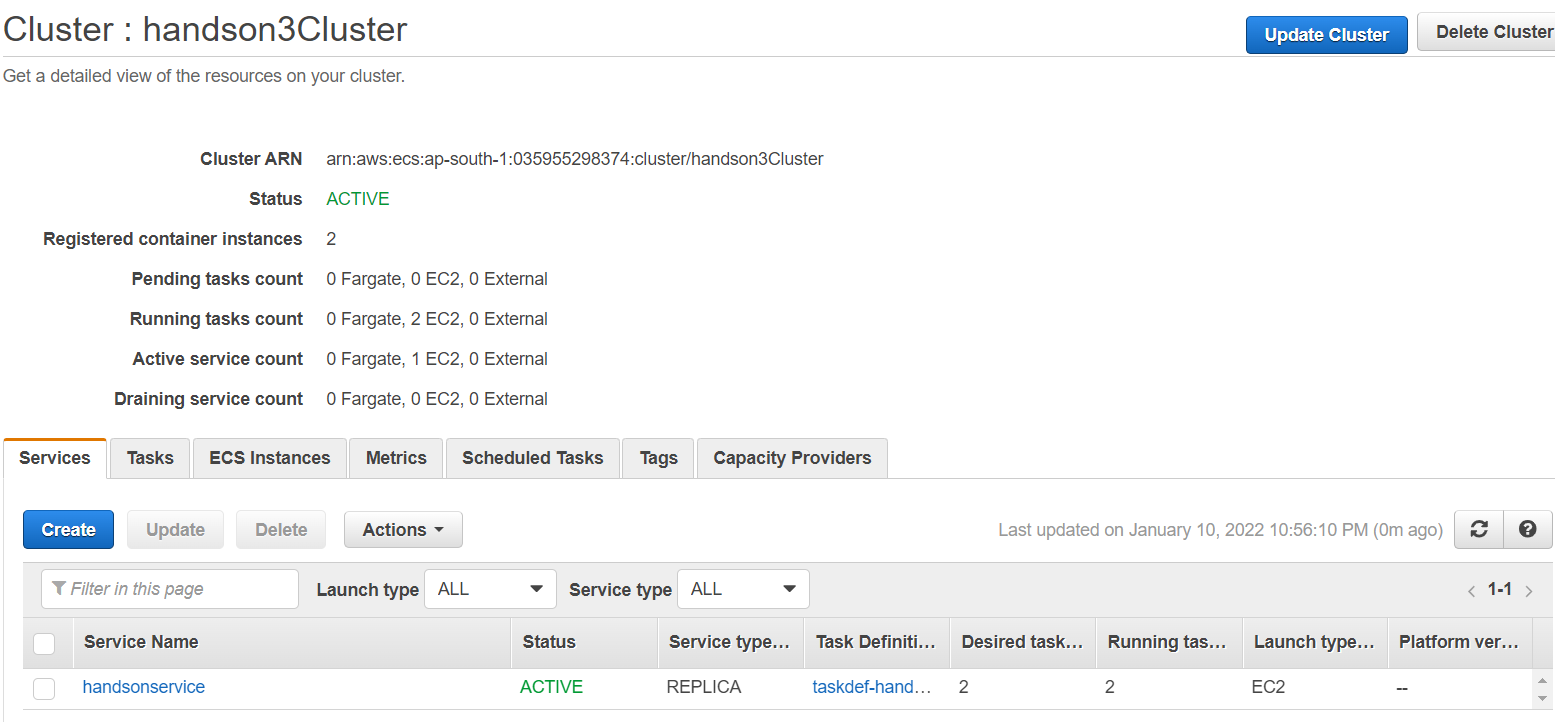 Cluster : handson3Cluster
Update Cluster
Delete Cluster
Get a detailed view of the resources on your cluster.
Cluster ARN arn:aws:ecs:ap-south-1:035955298374:cluster/handson3Cluster
Status ACTIVE
Registered container instances 2
Pending tasks count 0 Fargate, 0 EC2, 0 External
Running tasks count 0 Fargate, 2 EC2, 0 External
Active service count 0 Fargate, 1 EC2, 0 External
Draining service count 0 Fargate, 0 EC2, 0 External
Services Tasks ECS Instances Metrics Scheduled Tasks Tags Capacity Providers
Create Update Delete Actions Last updated on January 10, 2022 10:56:10 PM (0m ago)
Filter in this page Launch type ALL Service type ALL < 1-1 >
Service Name Status Service type... Task Definiti... Desired task... Running tas... Launch type... Platform ver...
handsonservice ACTIVE REPLICA taskdef-hand... 2 2 EC2 --